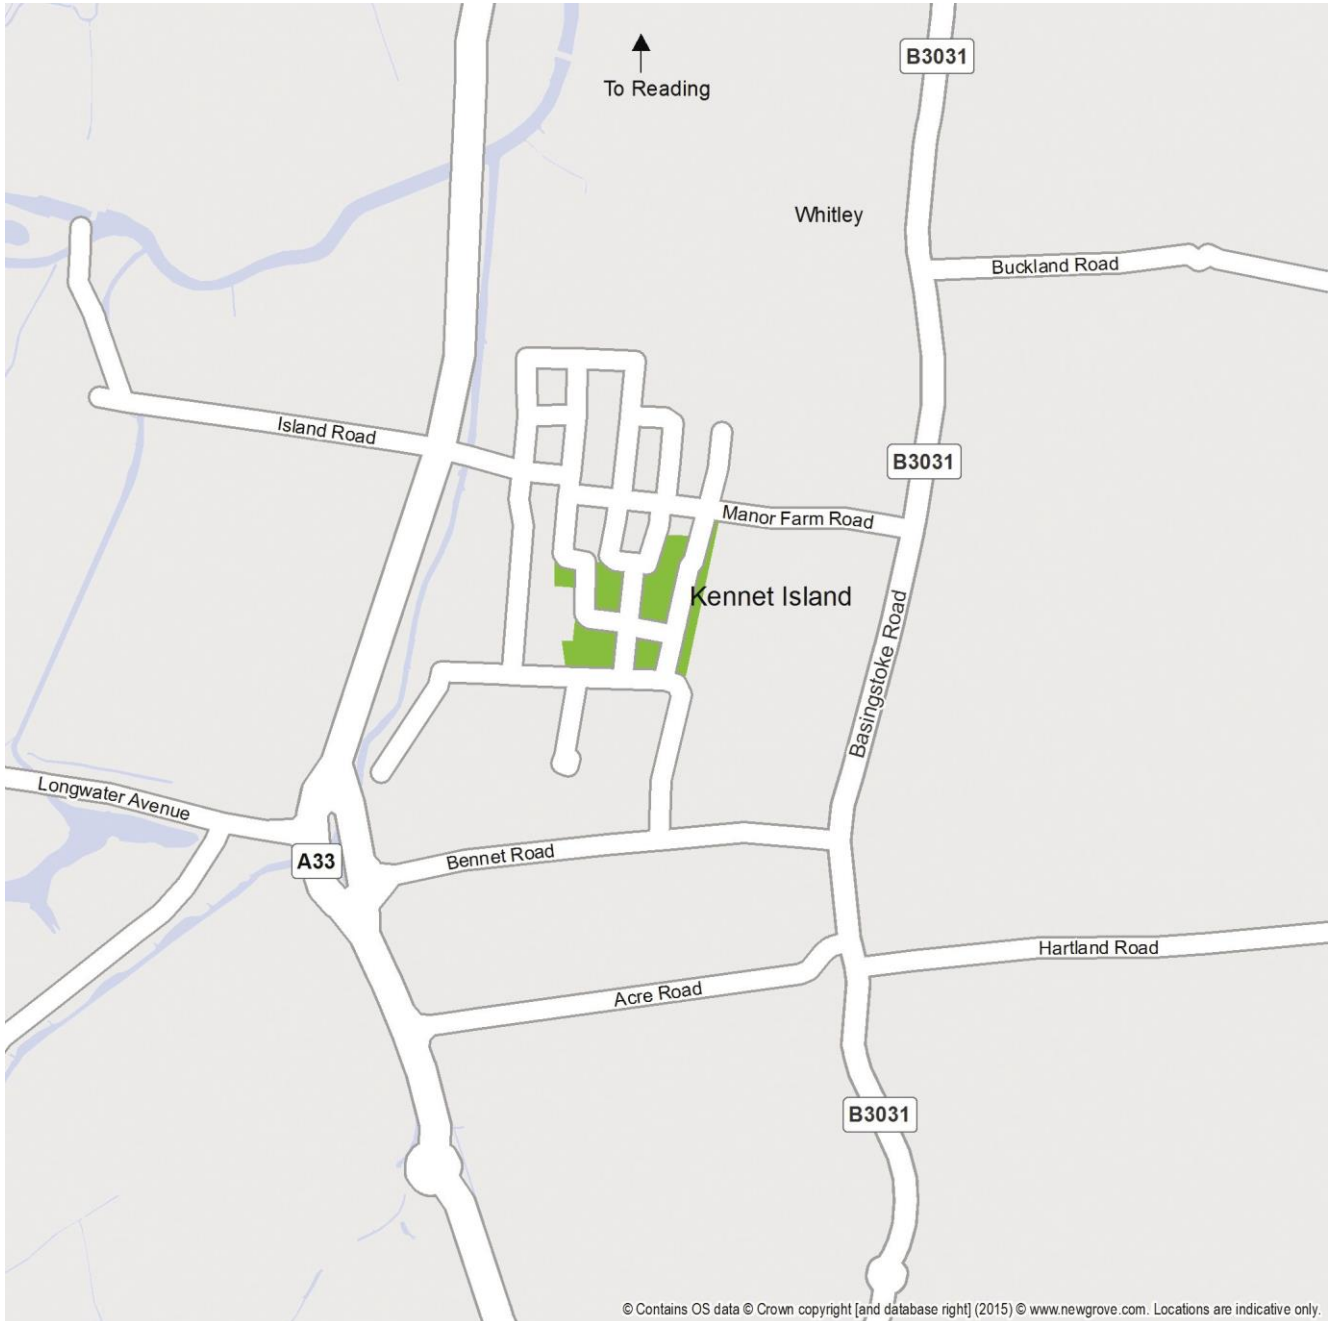 B3031
To Reading
Whitley
Buckland Road
Island Road
B3031
Manor Farm Road
Kennet Island
Basingstoke Road
Longwater Avenue
A33
Bennet Road
Hartland Road
Acre Road
B3031
© Contains OS data © Crown copyright [and database right] (2015) © www.newgrove.com. Locations are indicative only.